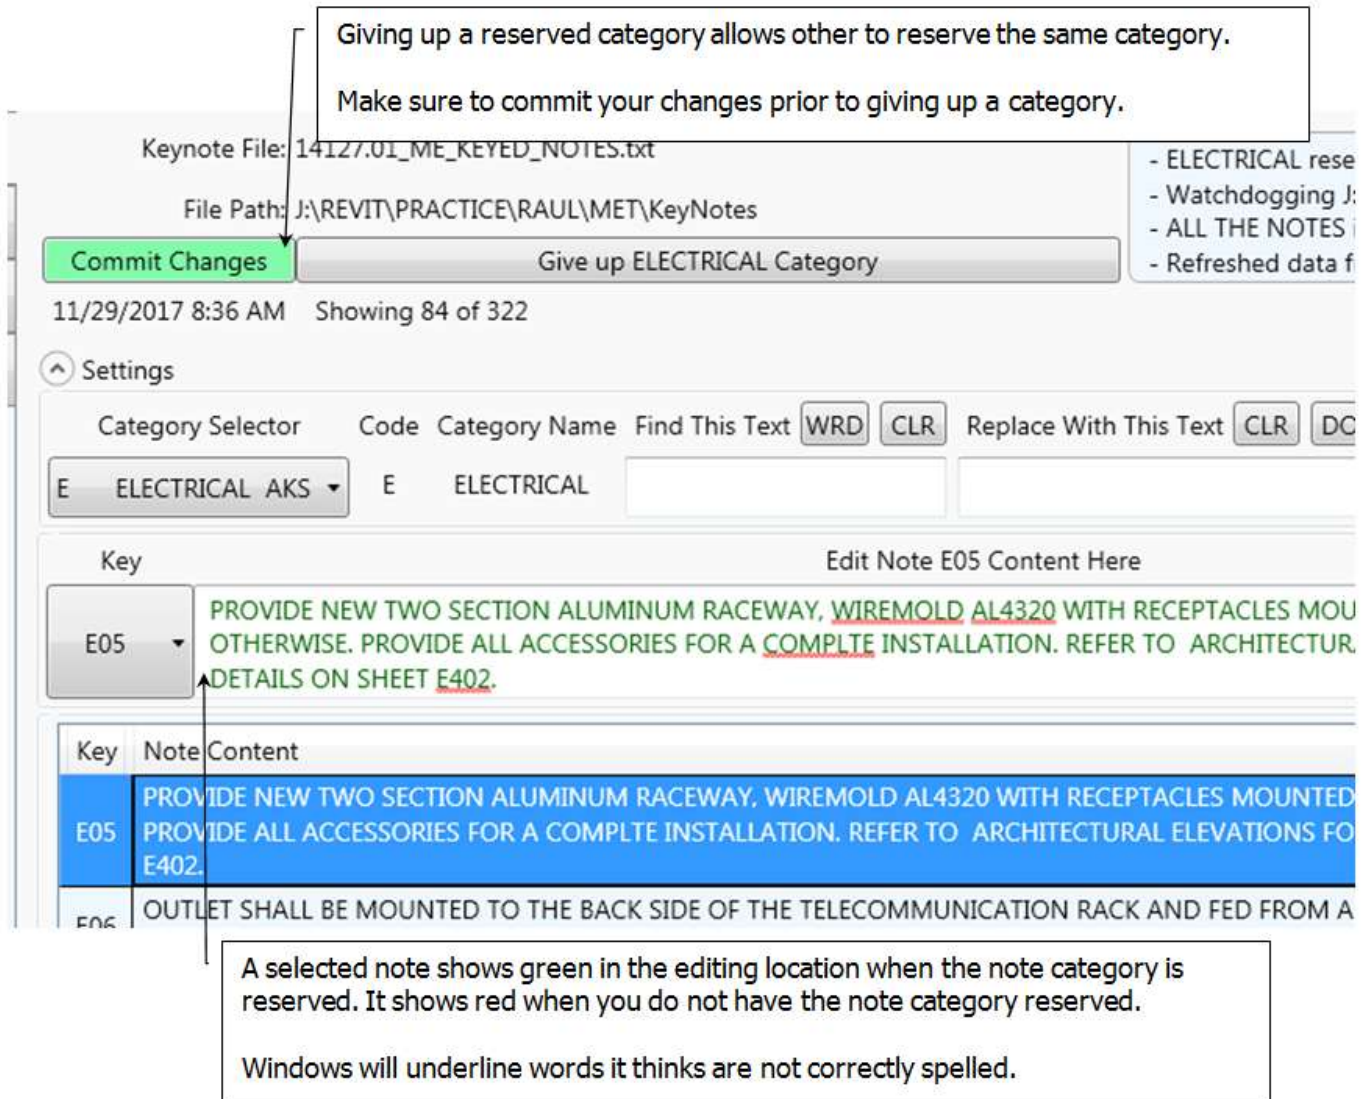 Giving up a reserved category allows other to reserve the same category.
Make sure to commit your changes prior to giving up a category.
Keynote File: 14127.01_ME_KEYED_NOTES.txt
File Path: J:\REVIT\PRACTICE\RAUL\MET\KeyNotes
- ELECTRICAL rese
- Watchdogging J:
- ALL THE NOTES i
- Refreshed data f
Commit Changes Give up ELECTRICAL Category
11/29/2017 8:36 AM Showing 84 of 322
Settings
Category Selector Code Category Name Find This Text WRD CLR Replace With This Text CLR DO
E ELECTRICAL AKS E ELECTRICAL
Key Edit Note E05 Content Here
E05
PROVIDE NEW TWO SECTION ALUMINUM RACEWAY, WIREMOLD AL4320 WITH RECEPTACLES MOU
OTHERWISE. PROVIDE ALL ACCESSORIES FOR A COMPLTE INSTALLATION. REFER TO ARCHITECTURA
DETAILS ON SHEET E402.
Key Note Content
E05
PROVIDE NEW TWO SECTION ALUMINUM RACEWAY, WIREMOLD AL4320 WITH RECEPTACLES MOUNTED
PROVIDE ALL ACCESSORIES FOR A COMPLTE INSTALLATION. REFER TO ARCHITECTURAL ELEVATIONS FO
E402.
E06 OUTLET SHALL BE MOUNTED TO THE BACK SIDE OF THE TELECOMMUNICATION RACK AND FED FROM A
A selected note shows green in the editing location when the note category is
reserved. It shows red when you do not have the note category reserved.
Windows will underline words it thinks are not correctly spelled.